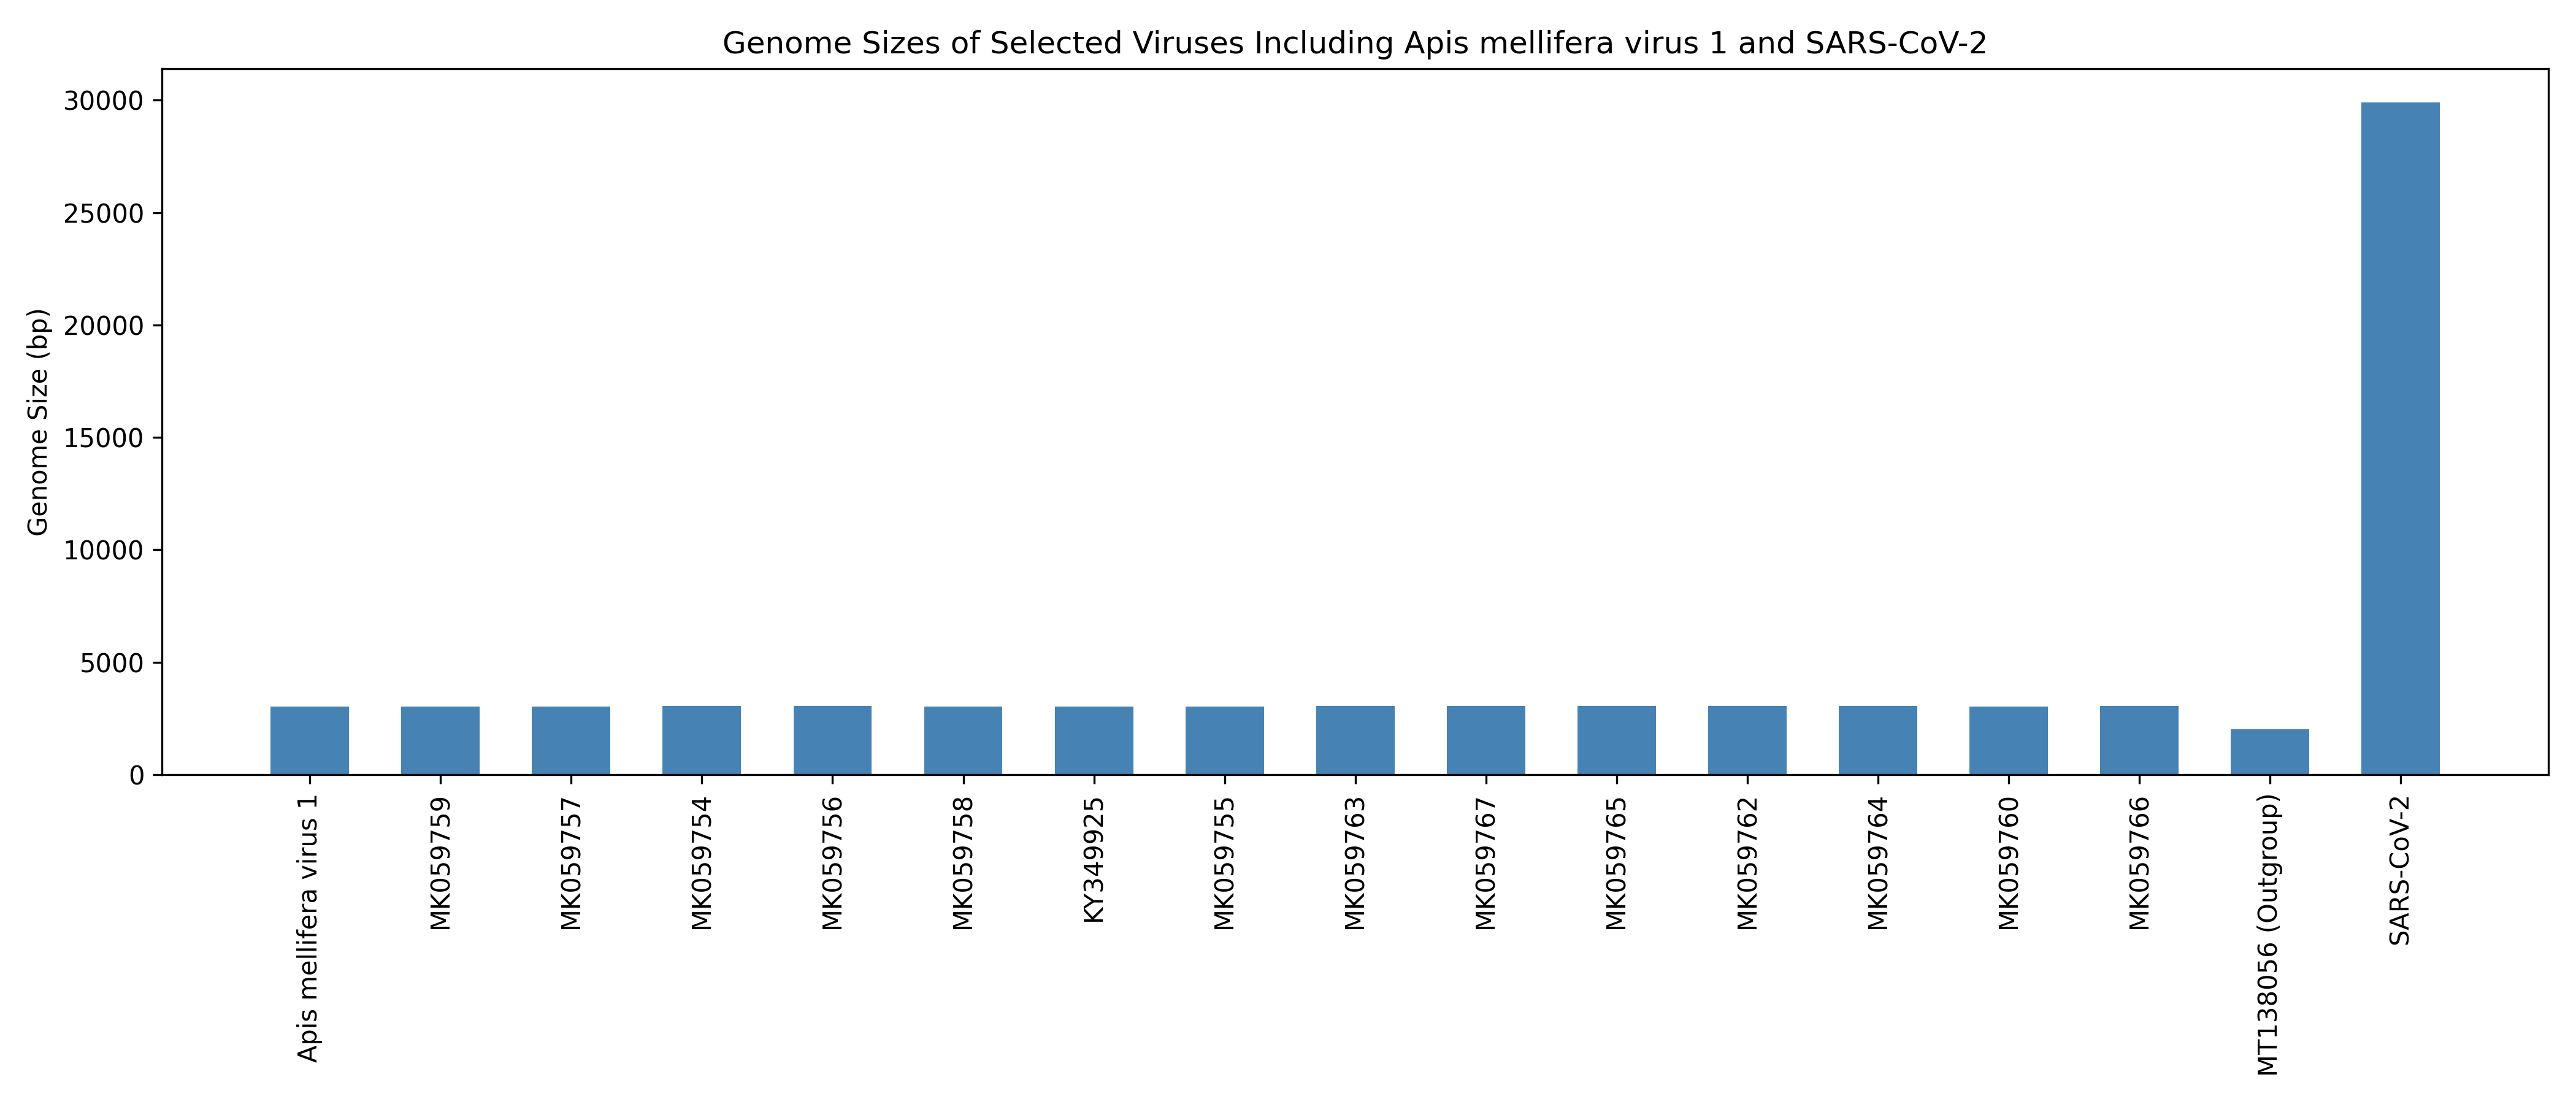 Genome Sizes of Selected Viruses Including Apis mellifera virus 1 and SARS-CoV-2
Genome Size (bp)
30000
25000
20000
15000
10000
5000
0
Apis mellifera virus 1
MK059759
MK059757
MK059754
MK059756
MK059758
KY349925
MK059755
MK059763
MK059767
MK059765
MK059762
MK059764
MK059760
MK059766
MT138056 (Outgroup)
SARS-CoV-2